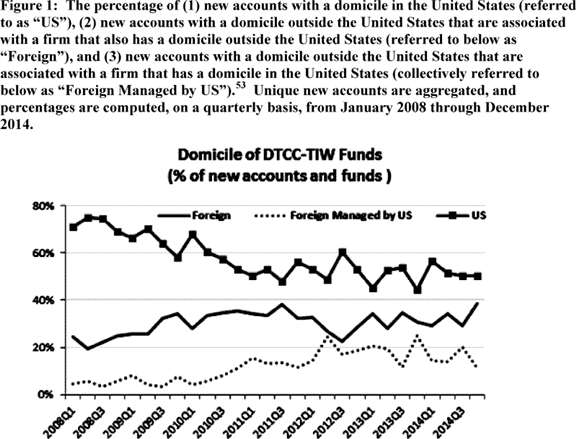 Figure 1: The percentage of (1) new accounts with a domicile in the United States (referred
to as “US”), (2) new accounts with a domicile outside the United States that are associated
with a firm that also has a domicile outside the United States (referred to below as
“Foreign”), and (3) new accounts with a domicile outside the United States that are
associated with a firm that has a domicile in the United States (collectively referred to
below as “Foreign Managed by US”).53 Unique new accounts are aggregated, and
percentages are computed, on a quarterly basis, from January 2008 through December
2014.
Domicile of DTCC-TIW Funds
(% of new accounts and funds )
80%
Foreign Foreign Managed by US US
60%
40%
20%
0%
2008Q1 2008Q3 2009Q1 2009Q3 2010Q1 2010Q3 2011Q1 2011Q3 2012Q1 2012Q3 2013Q1 2013Q3 2014Q1 2014Q3